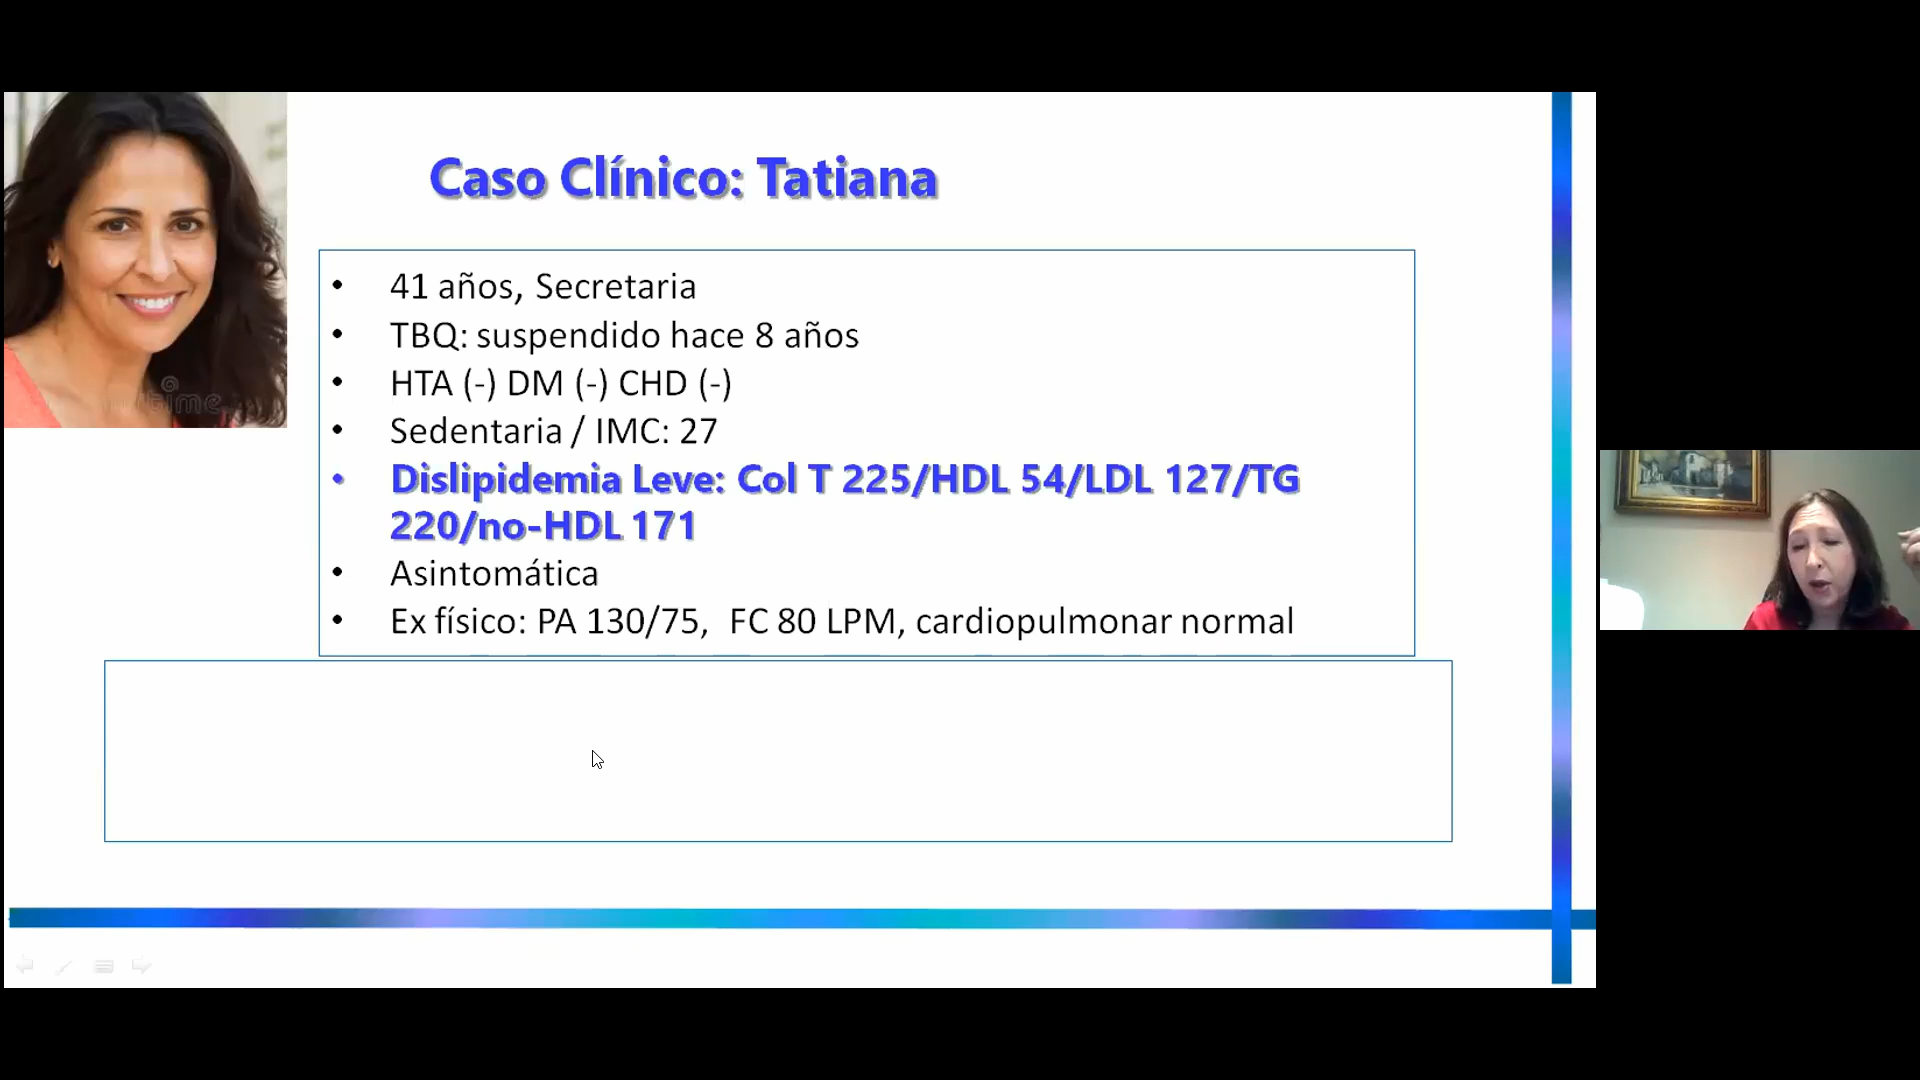 Caso Clínico: Tatiana
• 41 años, Secretaria
• TBQ: suspendido hace 8 años
• HTA (-) DM (-) CHD (-)
• Sedentaria / IMC: 27
• Dislipidemia Leve: Col T 225/HDL 54/LDL 127/TG
220/no-HDL 171
• Asintomática
• Ex físico: PA 130/75, FC 80 LPM, cardiopulmonar normal